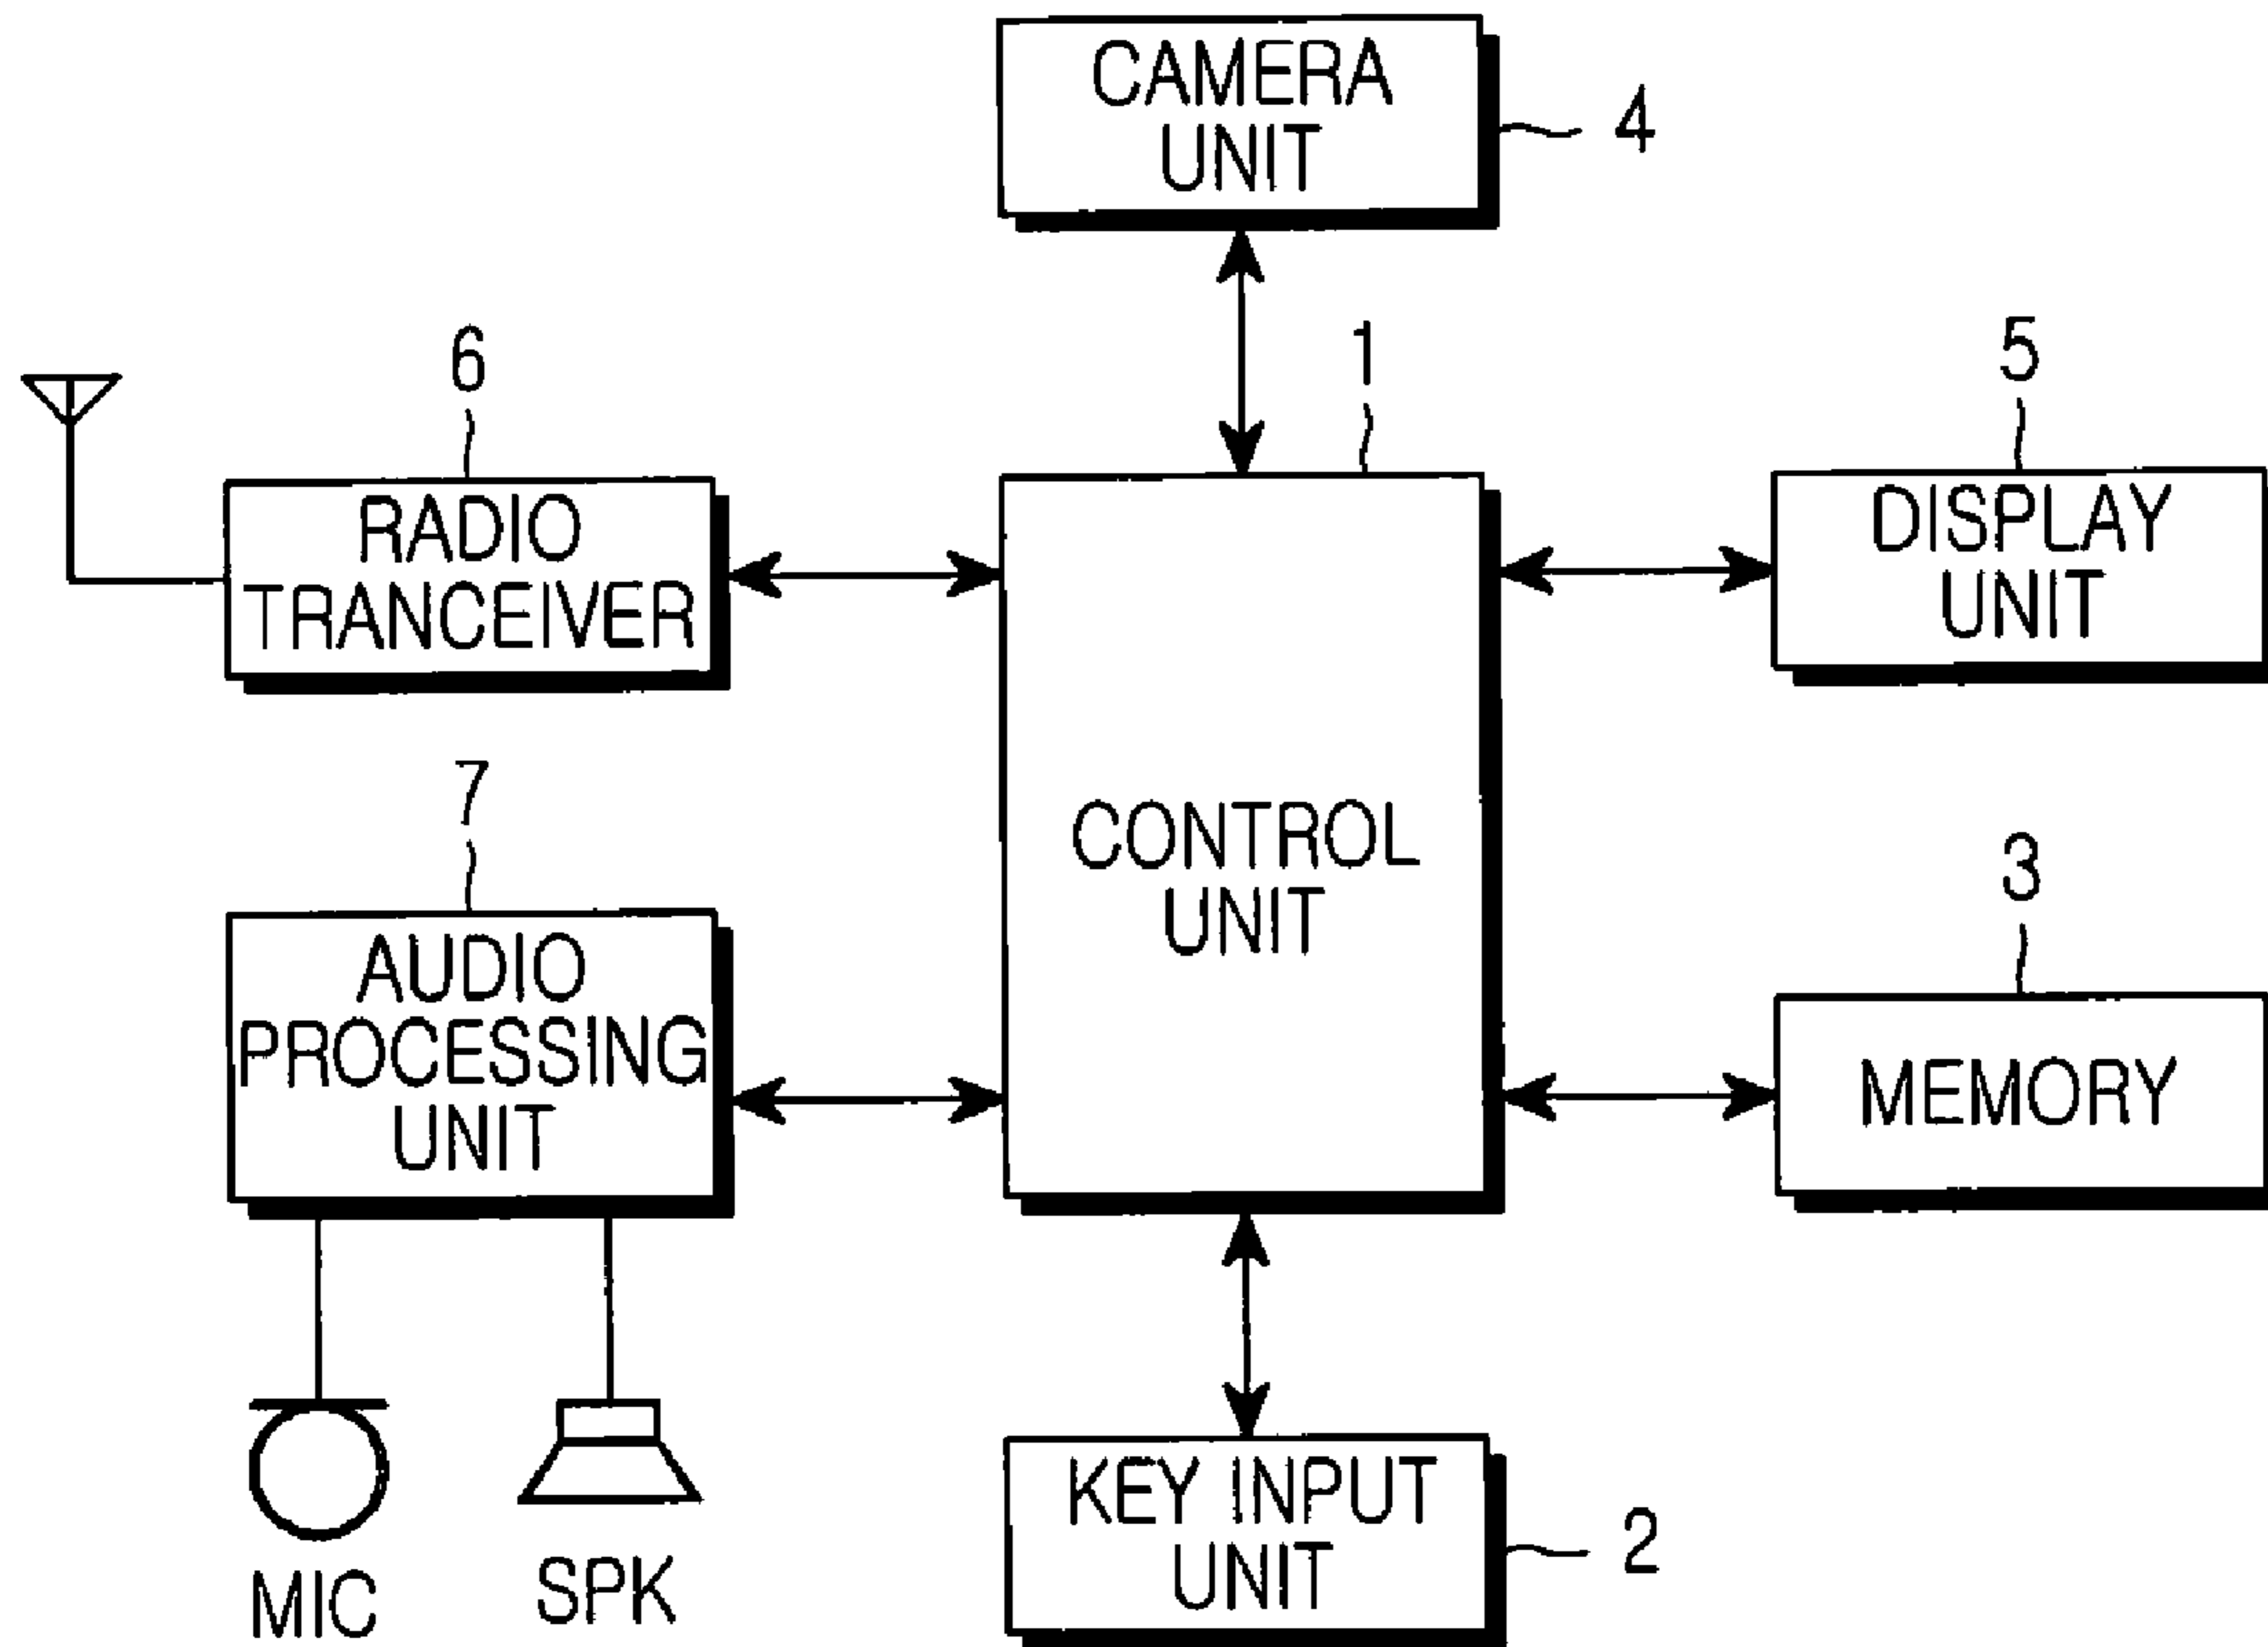 CAMERA
UNIT
4
6
1
5
RADIO
TRANCEIVER
DISPLAY
UNIT
7
CONTROL
UNIT
3
AUDIO
PROCESSING
UNIT
MEMORY
KEY INPUT
UNIT
2
MIC
SPK